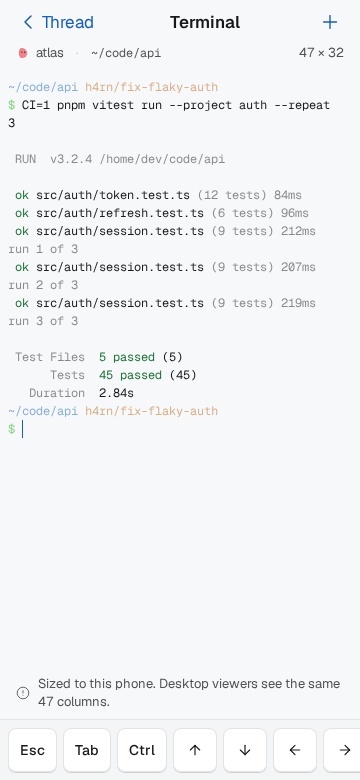 Thread
Terminal
atlas · ~/code/api
47 × 32
~/code/api h4rn/fix-flaky-auth
$ CI=1 pnpm vitest run --project auth --repeat
3
RUN v3.2.4 /home/dev/code/api
ok src/auth/token.test.ts (12 tests) 84ms
ok src/auth/refresh.test.ts (6 tests) 96ms
ok src/auth/session.test.ts (9 tests) 212ms
run 1 of 3
ok src/auth/session.test.ts (9 tests) 207ms
run 2 of 3
ok src/auth/session.test.ts (9 tests) 219ms
run 3 of 3
Test Files 5 passed (5)
Tests 45 passed (45)
Duration 2.84s
~/code/api h4rn/fix-flaky-auth
$
Sized to this phone. Desktop viewers see the same
47 columns.
Esc
Tab
Ctrl
↑
↓
←
→